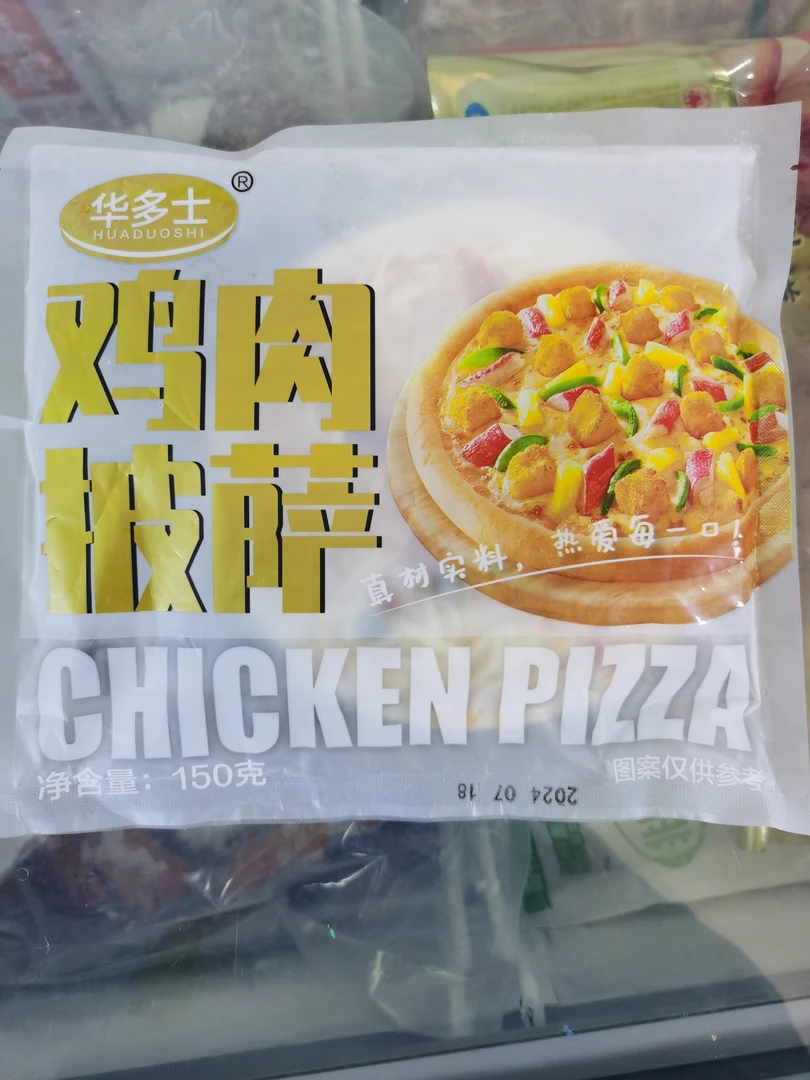 华多士®
HUADUOSHI
鸡肉
披萨
真材实料，热爱每一口！
CHICKEN PIZZA
净含量：150克
图案仅供参考
2024 07 18